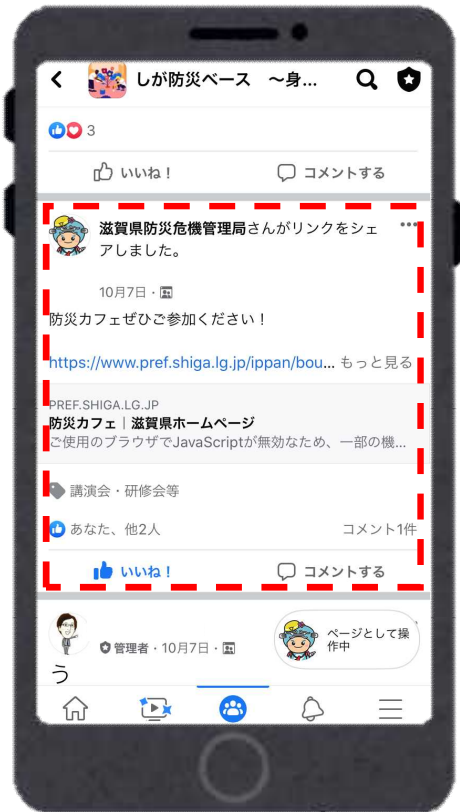 しが防災ベース　～身...
3
いいね！ コメントする
滋賀県防災危機管理局さんがリンクをシェ
アしました。
10月7日・
防災カフェぜひご参加ください！
https://www.pref.shiga.lg.jp/ippan/bou... もっと見る
PREF.SHIGA.LG.JP
防災カフェ｜滋賀県ホームページ
ご使用のブラウザでJavaScriptが無効なため、一部の機...
講演会・研修会等
あなた、他2人 コメント1件
いいね！ コメントする
管理者・10月7日・
ページとして操
作中
う